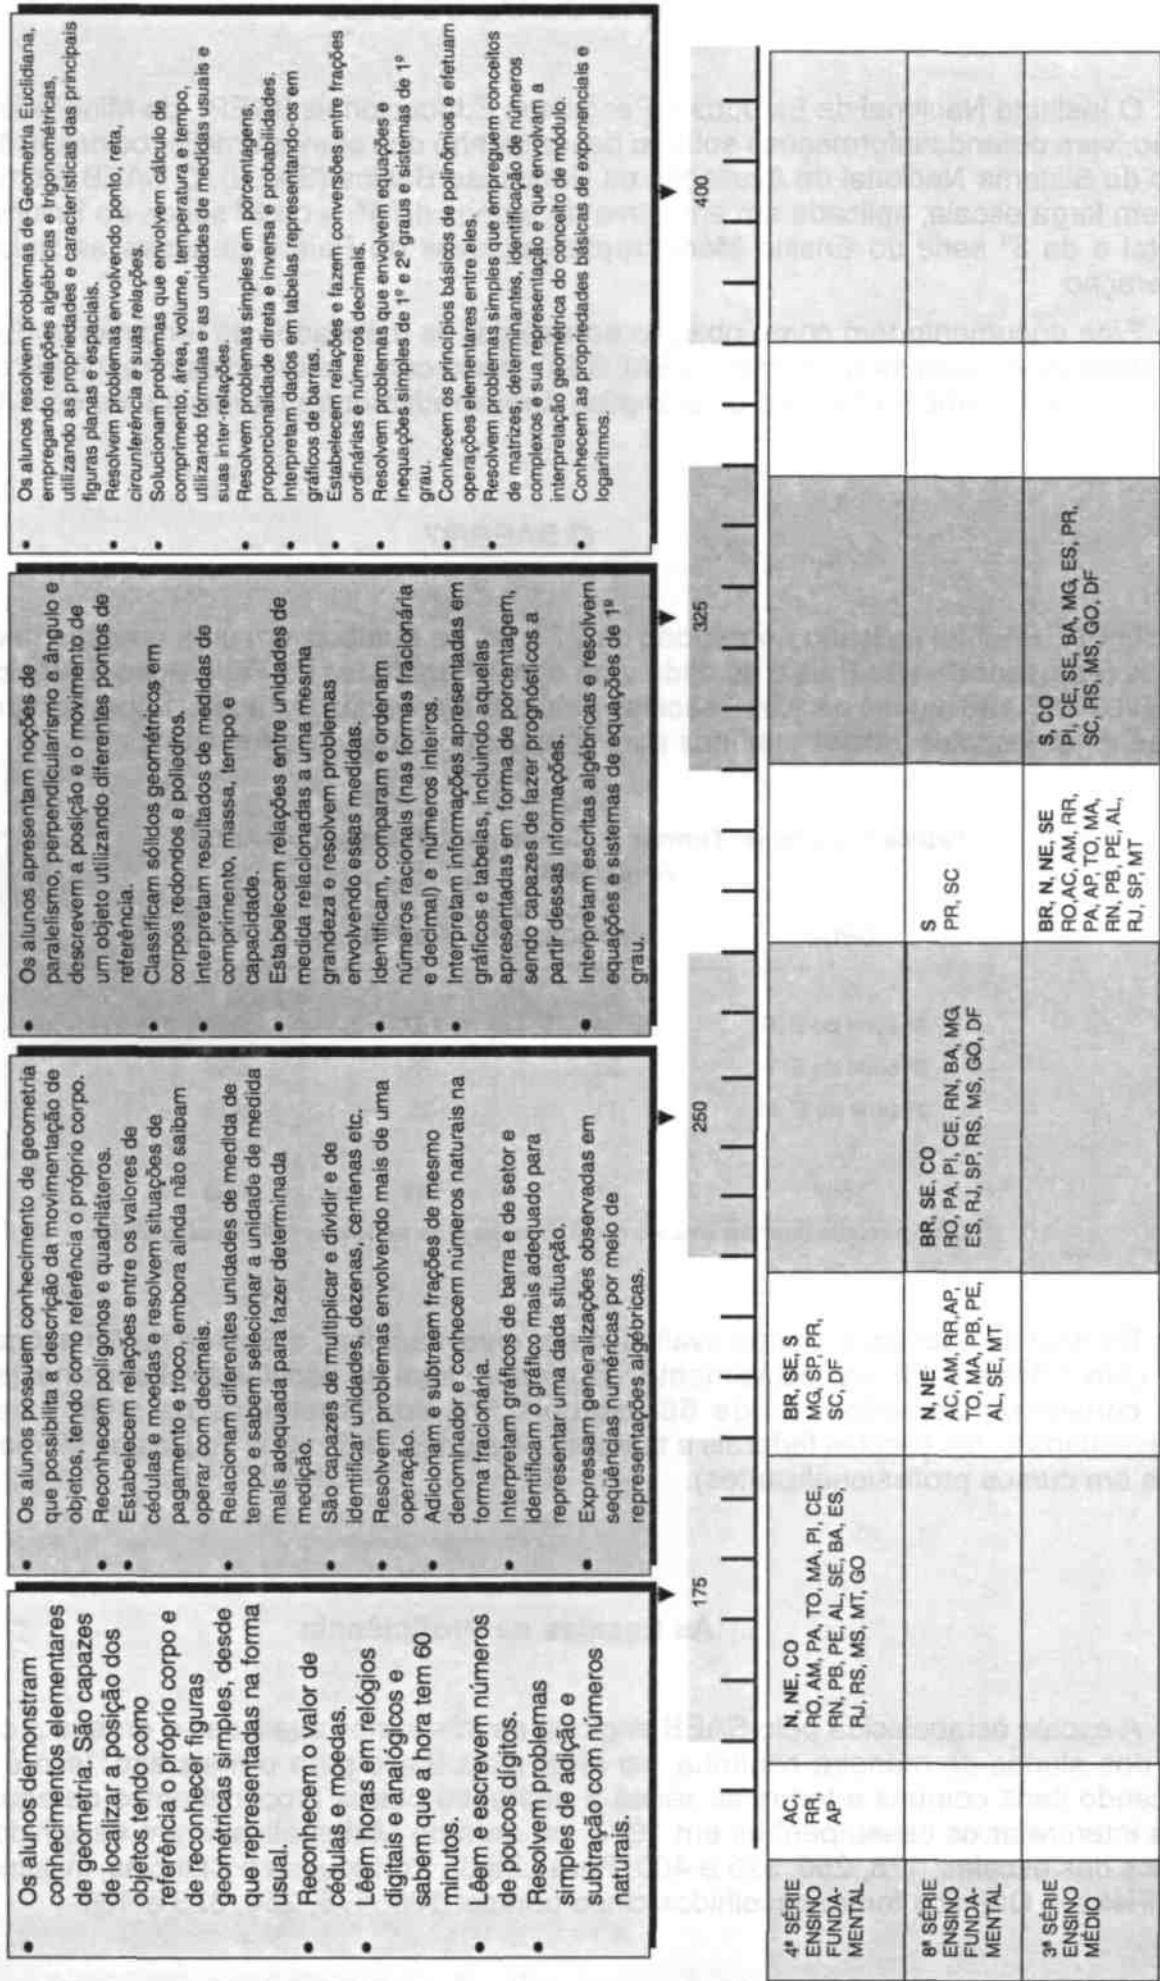 Os alunos demonstram
conhecimentos elementares
de geometria. São capazes
de localizar a posição dos
objetos tendo como
referência o próprio corpo e
de reconhecer figuras
geométricas simples, desde
que representadas na forma
usual.
Reconhecem o valor de
cédulas e moedas.
Lêem horas em relógios
digitais e analógicos e
sabem que a hora tem 60
minutos.
Lêem e escrevem números
de poucos dígitos.
Resolvem problemas
simples de adição e
subtração com números
naturais.
Os alunos possuem conhecimento de geometria
que possibilita a descrição da movimentação de
objetos, tendo como referência o próprio corpo.
Reconhecem polígonos e quadriláteros.
Estabelecem relações entre os valores de
cédulas e moedas e resolvem situações de
pagamento e troco, embora ainda não saibam
operar com decimais.
Relacionam diferentes unidades de medida de
tempo e sabem selecionar a unidade de medida
mais adequada para fazer determinada
medição.
São capazes de multiplicar e dividir e de
identificar unidades, dezenas, centenas etc.
Resolvem problemas envolvendo mais de uma
operação.
Adicionam e subtraem frações de mesmo
denominador e conhecem números naturais na
forma fracionária.
Interpretam gráficos de barra e de setor e
identificam o gráfico mais adequado para
representar uma dada situação.
Expressam generalizações observadas em
seqüências numéricas por meio de
representações algébricas.
Os alunos apresentam noções de
paralelismo, perpendicularismo e ângulo e
descrevem a posição e o movimento de
um objeto utilizando diferentes pontos de
referência.
Classificam sólidos geométricos em
corpos redondos e poliedros.
Interpretam resultados de medidas de
comprimento, massa, tempo e
capacidade.
Estabelecem relações entre unidades de
medida relacionadas a uma mesma
grandeza e resolvem problemas
envolvendo essas medidas.
Identificam, comparam e ordenam
números racionais (nas formas fracionária
e decimal) e números inteiros.
Interpretam informações apresentadas em
gráficos e tabelas, incluindo aquelas
apresentadas em forma de porcentagem,
sendo capazes de fazer prognósticos a
partir dessas informações.
Interpretam escritas algébricas e resolvem
equações e sistemas de equações de 1º
grau.
Os alunos resolvem problemas de Geometria Euclidiana,
empregando relações algébricas e trigonométricas,
utilizando as propriedades e características das principais
figuras planas e espaciais.
Resolvem problemas envolvendo ponto, reta,
circunferência e suas relações.
Solucionam problemas que envolvem cálculo de
comprimento, área, volume, temperatura e tempo,
utilizando fórmulas e as unidades de medidas usuais e
suas inter-relações.
Resolvem problemas simples em porcentagens,
proporcionalidade direta e inversa e probabilidades.
Interpretam dados em tabelas representando-os em
gráficos de barras.
Estabelecem relações e fazem conversões entre frações
ordinárias e números decimais.
Resolvem problemas que envolvem equações e
inequações simples de 1º e 2º graus e sistemas de 1º
grau.
Conhecem os princípios básicos de polinômios e efetuam
operações elementares entre eles.
Resolvem problemas simples que empreguem conceitos
de matrizes, determinantes, identificação de números
complexos e sua representação e que envolvam a
interpretação geométrica do conceito de módulo.
Conhecem as propriedades básicas de exponenciais e
logaritmos.
175 250 325 400
4ª SÉRIE
ENSINO
FUNDA-
MENTAL
AC,
RR,
AP
N, NE, CO
RO, AM, PA, TO, MA, PI, CE,
RN, PB, PE, AL, SE, BA, ES,
RJ, RS, MS, MT, GO
BR, SE, S
MG, SP, PR,
SC, DF
8ª SÉRIE
ENSINO
FUNDA-
MENTAL
N, NE
AC, AM, RR, AP,
TO, MA, PB, PE,
AL, SE, MT
BR, SE, CO
RO, PA, PI, CE, RN, BA, MG,
ES, RJ, SP, RS, MS, GO, DF
S
PR, SC
3ª SÉRIE
ENSINO
MÉDIO
BR, N, NE, SE
RO, AC, AM, RR,
PA, AP, TO, MA,
RN, PB, PE, AL,
RJ, SP, MT
S, CO
PI, CE, SE, BA, MG, ES, PR,
SC, RS, MS, GO, DF